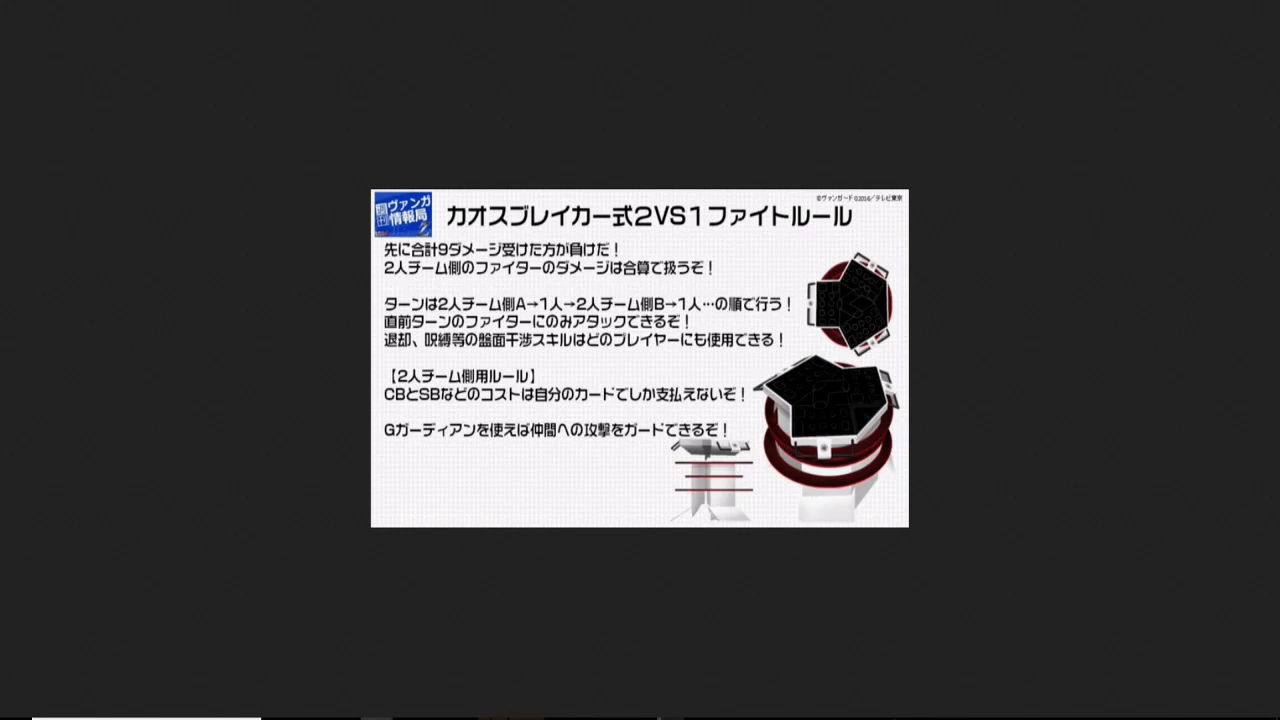 ヴァンガ
情報局
©ヴァンガード©2016/テレビ東京
カオスブレイカー式2VS1ファイトルール
先に合計9ダメージ受けた方が負けだ!
2人チーム側のファイターのダメージは合算で扱うぞ!
ターンは2人チーム側A→1人→2人チーム側B→1人…の順で行う!
直前ターンのファイターにのみアタックできるぞ!
退却、呪縛等の盤面干渉スキルはどのプレイヤーにも使用できる!
【2人チーム側用ルール】
CBとSBなどのコストは自分のカードでしか支払えないぞ!
Gガーディアンを使えば仲間への攻撃をガードできるぞ!